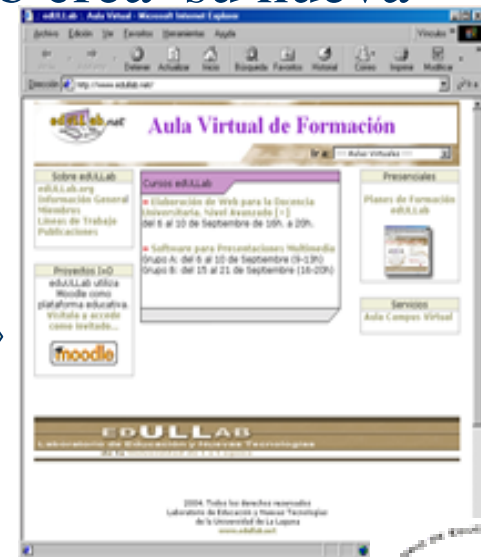 crea su nueva
edULLab : Aula Virtual - Microsoft Internet Explorer
Archivo Edición Ver Favoritos Herramientas Ayuda
Vínculos »
Detener Actualizar Inicio Búsqueda Favoritos Historial Correo Imprimir Modificar
Dirección http://www.edullab.net/
edULLab.net
Aula Virtual de Formación
Ir a: --- Aulas Virtuales ---
Sobre edULLab
edULLab.org
Información General
Miembros
Líneas de Trabajo
Publicaciones
Proyectos I+D
edULLab utiliza
Moodle como
plataforma educativa.
Visítala o accede
como invitado...
moodle
Cursos edULLab
Elaboración de Web para la Docencia
Universitaria. Nivel Avanzado [+]
del 6 al 10 de Septiembre de 16h. a 20h.
Software para Presentaciones Multimedia
Grupo A: del 6 al 10 de Septiembre (9-13h)
Grupo B: del 15 al 21 de Septiembre (16-20h)
Presenciales
Planes de Formación
edULLab
Servicios
Aula Campus Virtual
EDULLAB
Laboratorio de Educación y Nuevas Tecnologías
de la Universidad de La Laguna
2004. Todos los derechos reservados
Laboratorio de Educación y Nuevas Tecnologías
de la Universidad de La Laguna
www.edullab.net